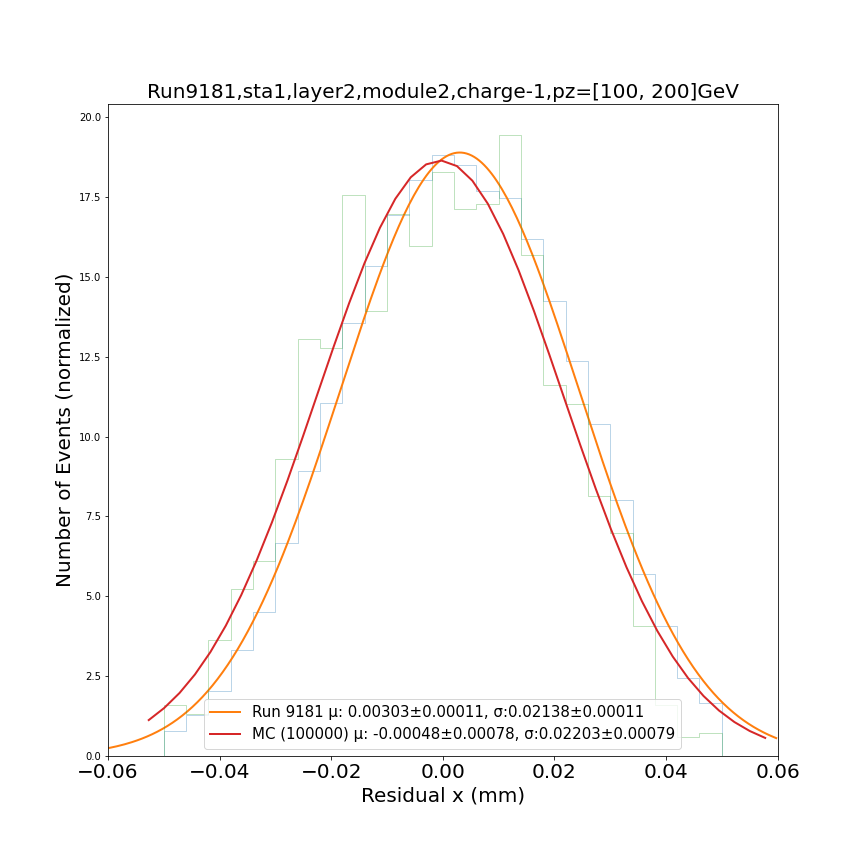 Run9181,sta1,layer2,module2,charge-1,pz=[100, 200]GeV
20.0
17.5
15.0
12.5
10.0
7.5
5.0
2.5
0.0
Number of Events (normalized)
Run 9181 μ: 0.00303±0.00011, σ:0.02138±0.00011
MC (100000) μ: -0.00048±0.00078, σ:0.02203±0.00079
−0.06 −0.04 −0.02 0.00 0.02 0.04 0.06
Residual x (mm)